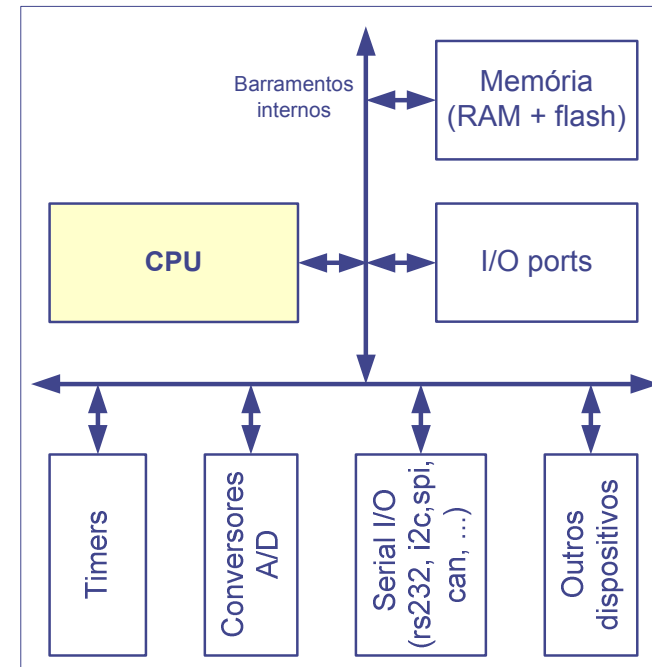 Barramentos
internos
Memória
(RAM + flash)
CPU
I/O ports
Timers
Conversores
A/D
Serial I/O
(rs232, i2c,spi,
can, ...)
Outros
dispositivos